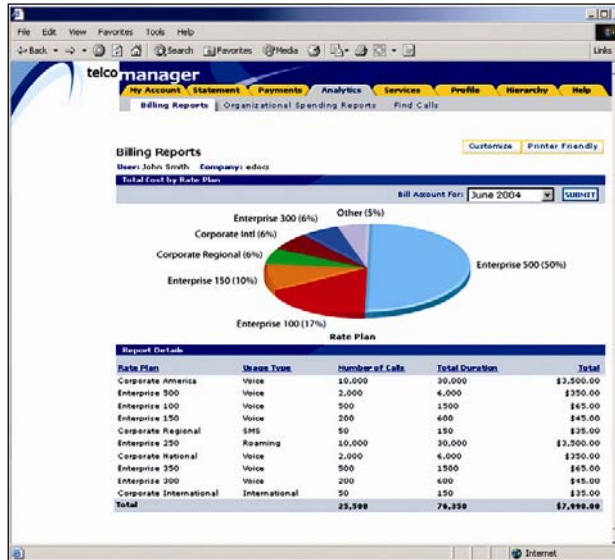 File Edit View Favorites Tools Help
Back Search Favorites Media Links
telco manager
My Account Statement Payments Analytics Services Profile Hierarchy Help
Billing Reports Organizational Spending Reports Find Calls
Customize Printer Friendly
Billing Reports
User: John Smith Company: edocs
Total Cost by Rate Plan
Bill Account For: June 2004 SUBMIT
Other (5%)
Enterprise 300 (6%)
Corporate Intl (6%)
Corporate Regional (6%)
Enterprise 500 (50%)
Enterprise 150 (10%)
Enterprise 100 (17%)
Rate Plan
Report Details
Rate Plan Usage Type Number of Calls Total Duration Total
Corporate America Voice 10,000 30,000 $3,500.00
Enterprise 500 Voice 2,000 6,000 $350.00
Enterprise 100 Voice 500 1500 $65.00
Enterprise 150 Voice 200 600 $45.00
Corporate Regional SMS 50 150 $35.00
Enterprise 250 Roaming 10,000 30,000 $3,500.00
Corporate National Voice 2,000 6,000 $350.00
Enterprise 350 Voice 500 1500 $65.00
Enterprise 300 Voice 200 600 $45.00
Corporate International International 50 150 $35.00
Total 25,500 76,350 $7,990.00
Internet